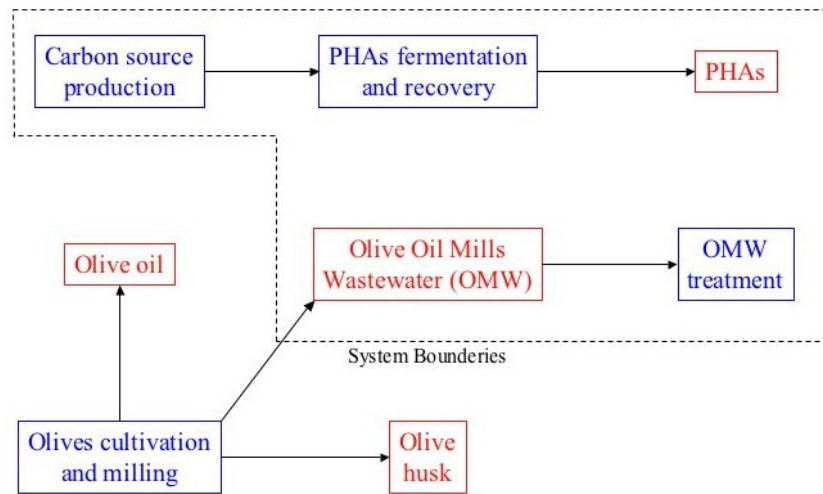 Carbon source
production
PHAs fermentation
and recovery
PHAs
Olive oil
Olive Oil Mills
Wastewater (OMW)
OMW
treatment
System Bounderies
Olives cultivation
and milling
Olive
husk